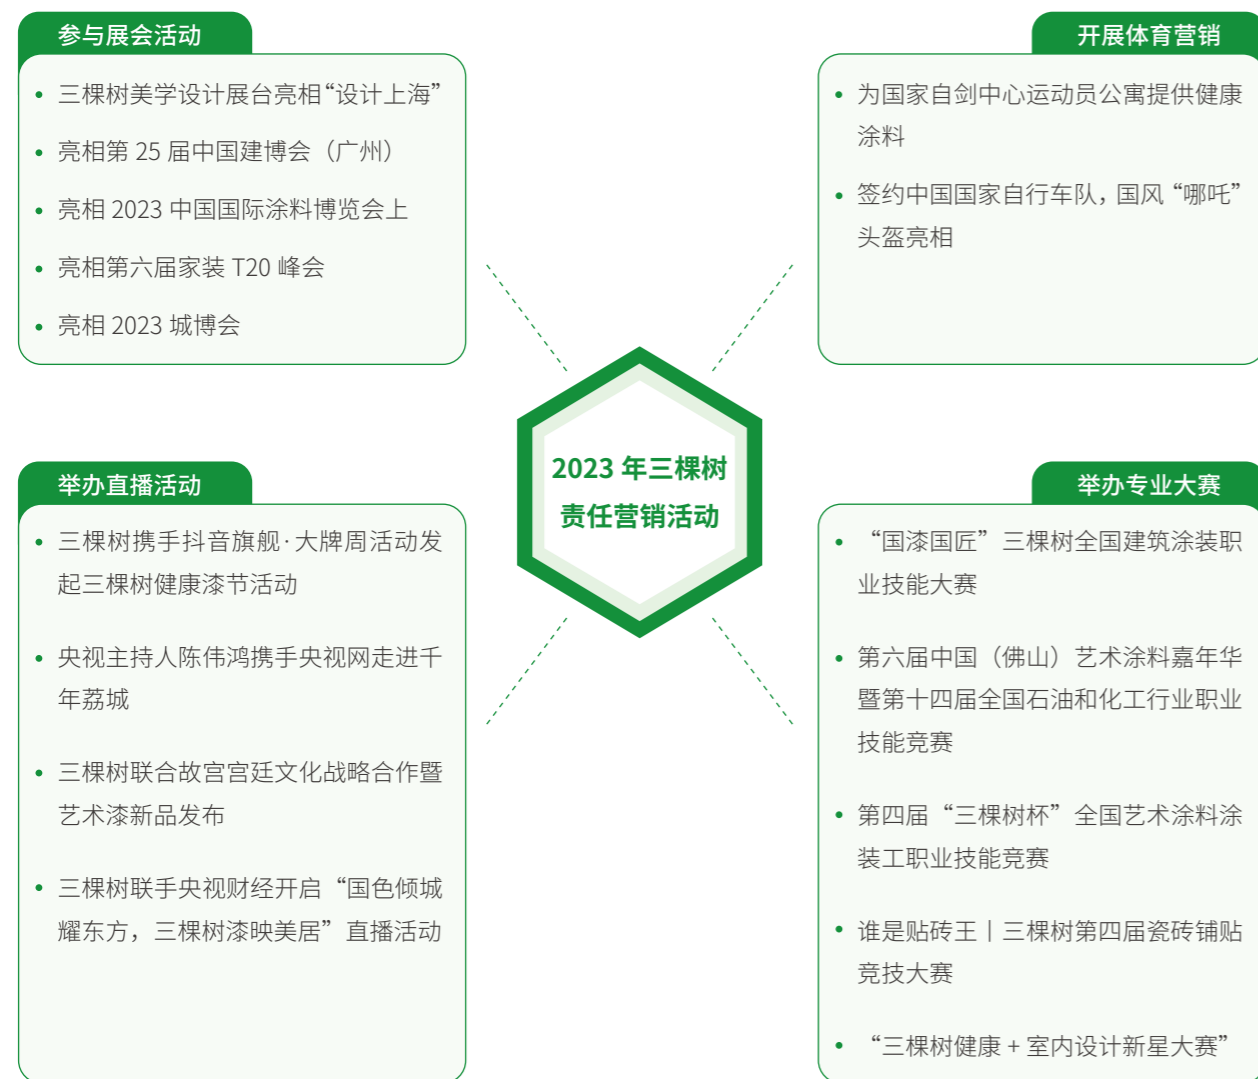 参与展会活动
• 三棵树美学设计展台亮相“设计上海”
• 亮相第 25 届中国建博会（广州）
• 亮相 2023 中国国际涂料博览会上
• 亮相第六届家装 T20 峰会
• 亮相 2023 城博会
开展体育营销
• 为国家自剑中心运动员公寓提供健康
涂料
• 签约中国国家自行车队，国风“哪吒”
头盔亮相
2023 年三棵树
责任营销活动
举办直播活动
• 三棵树携手抖音旗舰·大牌周活动发
起三棵树健康漆节活动
• 央视主持人陈伟鸿携手央视网走进千
年荔城
• 三棵树联合故宫宫廷文化战略合作暨
艺术漆新品发布
• 三棵树联手央视财经开启“国色倾城
耀东方，三棵树漆映美居”直播活动
举办专业大赛
• “国漆国匠”三棵树全国建筑涂装职
业技能大赛
• 第六届中国（佛山）艺术涂料嘉年华
暨第十四届全国石油和化工行业职业
技能竞赛
• 第四届“三棵树杯”全国艺术涂料涂
装工职业技能竞赛
• 谁是贴砖王丨三棵树第四届瓷砖铺贴
竞技大赛
• “三棵树健康 + 室内设计新星大赛”